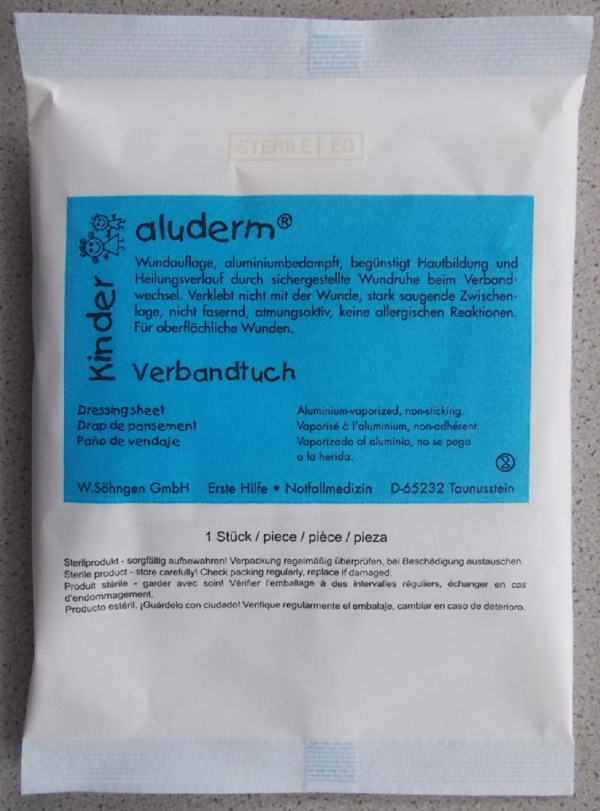 STERILE EO
Kinder
aluderm®
Wundauflage, aluminiumbedampft, begünstigt Hautbildung und
Heilungsverlauf durch sichergestellte Wundruhe beim Verband-
wechsel. Verklebt nicht mit der Wunde, stark saugende Zwischen-
lage, nicht fasernd, atmungsaktiv, keine allergischen Reaktionen.
Für oberflächliche Wunden.
Verbandtuch
Dressing sheet
Drap de pansement
Paño de vendaje
Aluminium-vaporized, non-sticking.
Vaporisé à l'aluminium, non-adhérent.
Vaporizado al aluminio, no se pega
a la herida.
2
W.Söhngen GmbH Erste Hilfe • Notfallmedizin D-65232 Taunusstein
1 Stück / piece / pièce / pieza
Sterilprodukt - sorgfältig aufbewahren! Verpackung regelmäßig überprüfen, bei Beschädigung austauschen.
Sterile product - store carefully! Check packing regularly, replace if damaged.
Produit stérile - garder avec soin! Vérifier l'emballage à des intervalles réguliers, échanger en cas
d'endommagement.
Producto estéril. ¡Guárdelo con ciudado! Verifique regularmente el embalaje, cambiar en caso de deterioro.